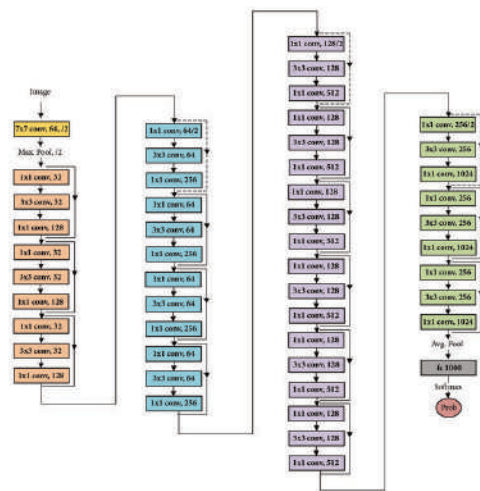 Image
7x7 conv, 64, /2
Max. Pool, /2
1x1 conv, 32
3x3 conv, 32
1x1 conv, 128
1x1 conv, 32
3x3 conv, 32
1x1 conv, 128
1x1 conv, 32
3x3 conv, 32
1x1 conv, 128
1x1 conv, 64/2
3x3 conv, 64
1x1 conv, 256
1x1 conv, 64
3x3 conv, 64
1x1 conv, 256
1x1 conv, 64
3x3 conv, 64
1x1 conv, 256
1x1 conv, 64
3x3 conv, 64
1x1 conv, 256
1x1 conv, 128/2
3x3 conv, 128
1x1 conv, 512
1x1 conv, 128
3x3 conv, 128
1x1 conv, 512
1x1 conv, 128
3x3 conv, 128
1x1 conv, 512
1x1 conv, 128
3x3 conv, 128
1x1 conv, 512
1x1 conv, 128
3x3 conv, 128
1x1 conv, 512
1x1 conv, 128
3x3 conv, 128
1x1 conv, 512
1x1 conv, 256/2
3x3 conv, 256
1x1 conv, 1024
1x1 conv, 256
3x3 conv, 256
1x1 conv, 1024
1x1 conv, 256
3x3 conv, 256
1x1 conv, 1024
Avg. Pool
fc 1000
Softmax
Prob